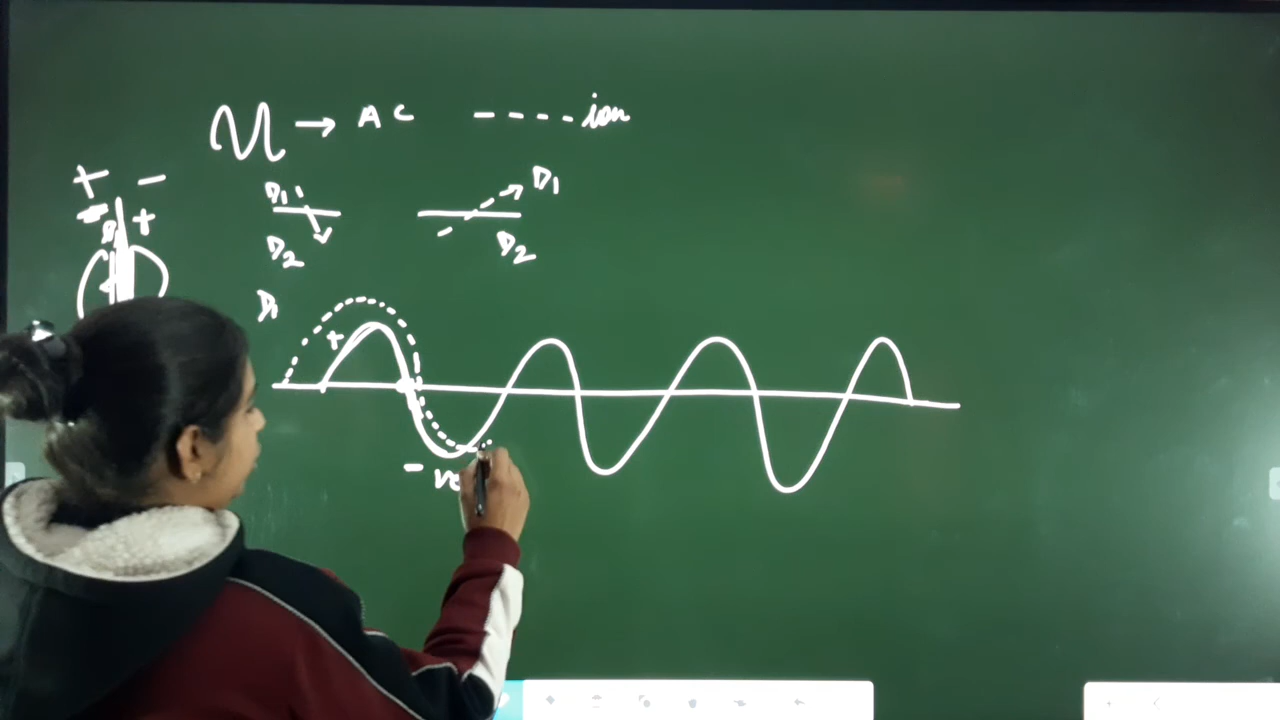 → AC ---- ion
+ -
- +
D1 D1
D2 D2
D1
+
- ve